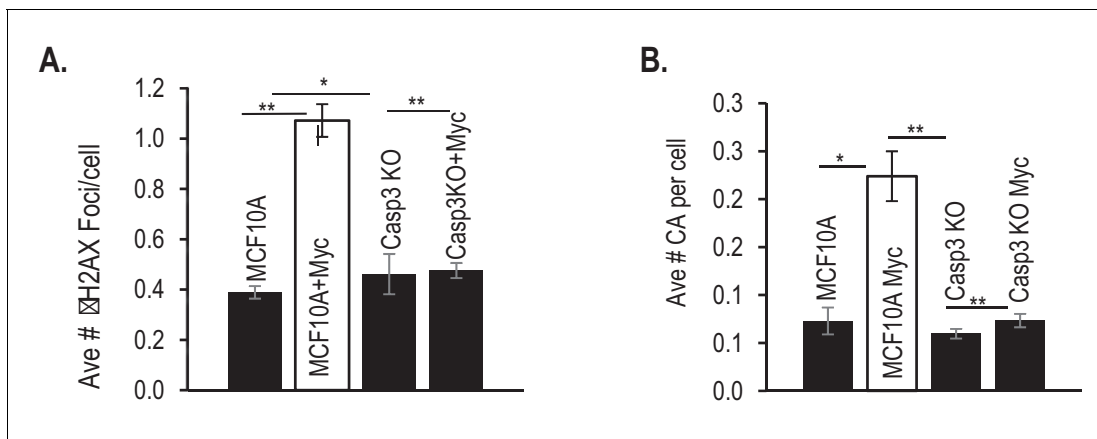 A.
Ave # ☒H2AX Foci/cell
1.2
1.0
0.8
0.6
0.4
0.2
0.0
**
*
**
MCF10A
MCF10A+Myc
Casp3 KO
Casp3KO+Myc
B.
Ave # CA per cell
0.3
0.3
0.2
0.2
0.1
0.1
0.0
*
**
**
MCF10A
MCF10A Myc
Casp3 KO
Casp3 KO Myc